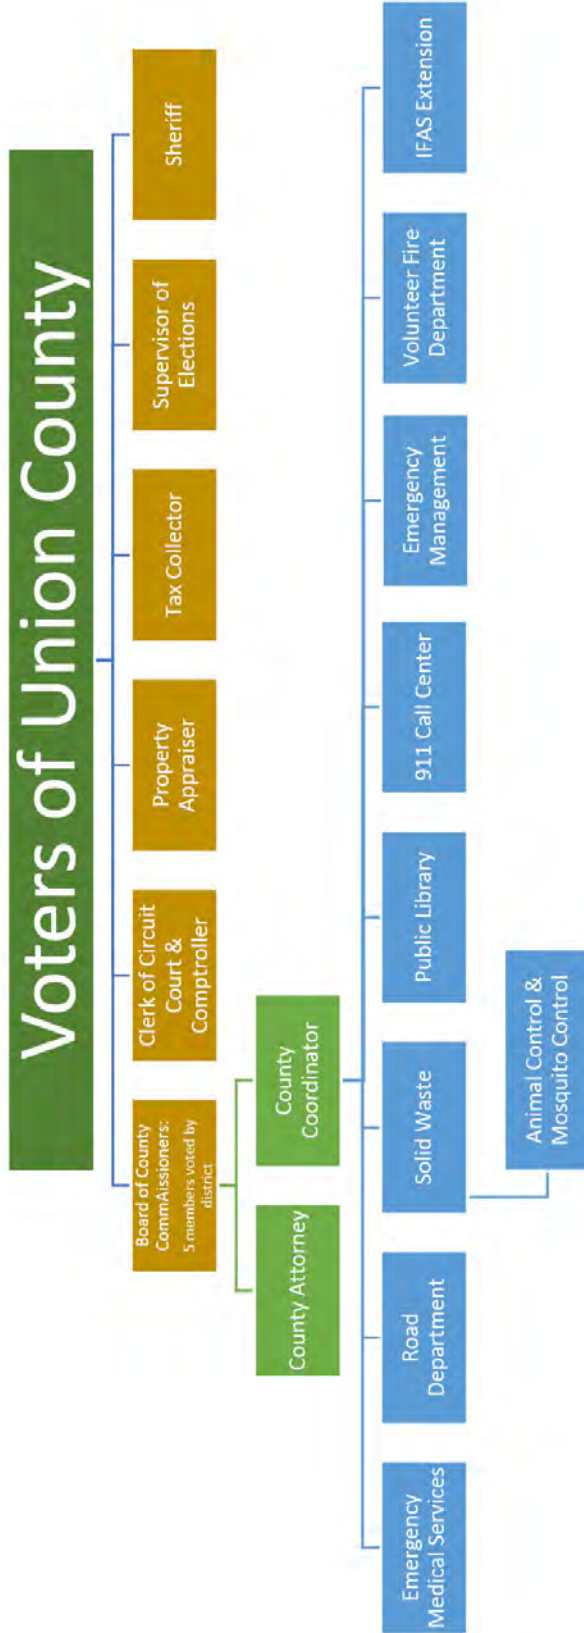 Voters of Union County
Board of County
CommAissioners:
5 members voted by
district
Clerk of Circuit
Court &
Comptroller
Property
Appraiser
Tax Collector
Supervisor of
Elections
Sheriff
County Attorney
County
Coordinator
Emergency
Medical Services
Road
Department
Solid Waste
Public Library
911 Call Center
Emergency
Management
Volunteer Fire
Department
IFAS Extension
Animal Control &
Mosquito Control